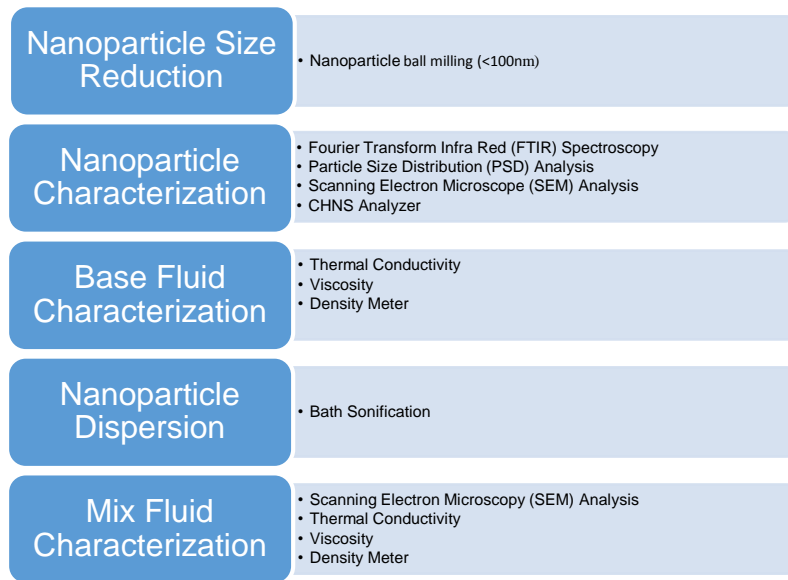 Nanoparticle Size
Reduction
• Nanoparticle ball milling (<100nm)
Nanoparticle
Characterization
• Fourier Transform Infra Red (FTIR) Spectroscopy
• Particle Size Distribution (PSD) Analysis
• Scanning Electron Microscope (SEM) Analysis
• CHNS Analyzer
Base Fluid
Characterization
• Thermal Conductivity
• Viscosity
• Density Meter
Nanoparticle
Dispersion
• Bath Sonification
Mix Fluid
Characterization
• Scanning Electron Microscopy (SEM) Analysis
• Thermal Conductivity
• Viscosity
• Density Meter